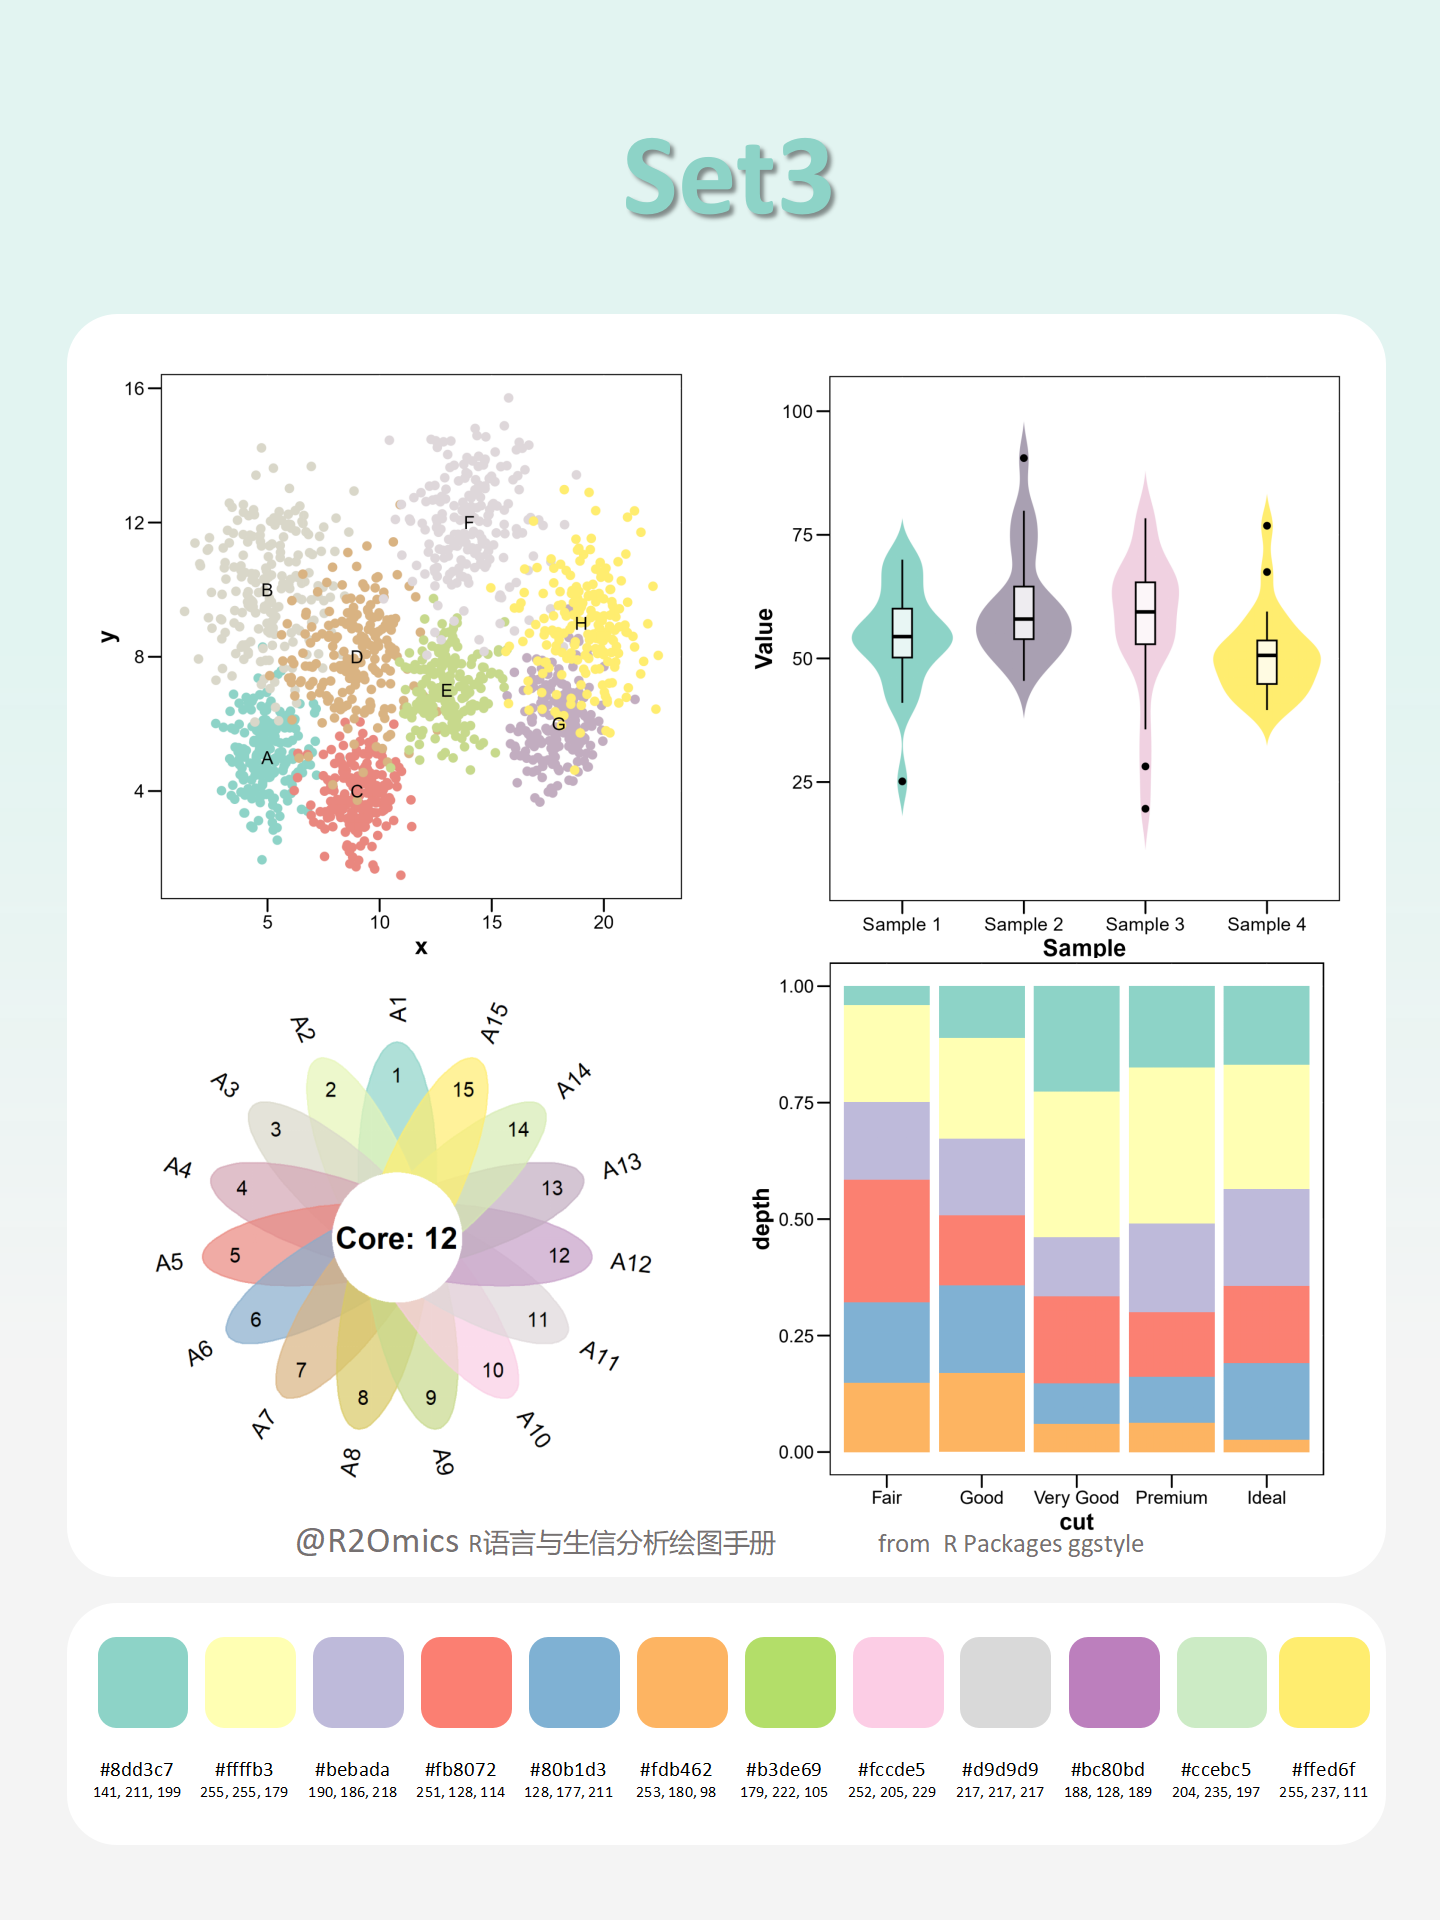 Set3
16
12
8
4
y
B
F
D
H
E
G
A
C
5 10 15 20
x
100
75
50
25
Value
Sample 1 Sample 2 Sample 3 Sample 4
Sample
A1
A2
A3
A4
A5
A6
A7
A8
A9
A10
A11
A12
A13
A14
A15
1
2
3
4
5
6
7
8
9
10
11
12
13
14
15
Core: 12
1.00
0.75
0.50
0.25
0.00
depth
Fair Good Very Good Premium Ideal
cut
@R2Omics R语言与生信分析绘图手册
from R Packages ggstyle
#8dd3c7 #ffffb3 #bebada #fb8072 #80b1d3 #fdb462 #b3de69 #fccde5 #d9d9d9 #bc80bd #ccebc5 #ffed6f
141, 211, 199 255, 255, 179 190, 186, 218 251, 128, 114 128, 177, 211 253, 180, 98 179, 222, 105 252, 205, 229 217, 217, 217 188, 128, 189 204, 235, 197 255, 237, 111